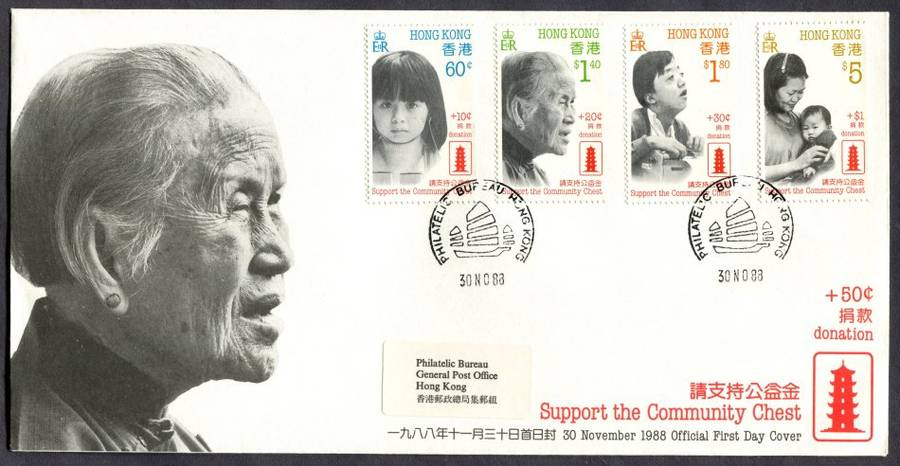 HONG KONG
香港
60¢
+10¢
捐款
donation
請支持公益金
Support the Community Chest
HONG KONG
香港
$1 40
+20¢
捐款
donation
請支持公益金
Support the Community Chest
HONG KONG
香港
$1 80
+30¢
捐款
donation
請支持公益金
Support the Community Chest
HONG KONG
香港
$5
+$1
捐款
donation
請支持公益金
Support the Community Chest
PHILATELIC BUREAU HONG KONG
30 NO 88
PHILATELIC BUREAU HONG KONG
30 NO 88
+50¢
捐款
donation
Philatelic Bureau
General Post Office
Hong Kong
香港郵政總局集郵組
請支持公益金
Support the Community Chest
一九八八年十一月三十日首日封 30 November 1988 Official First Day Cover